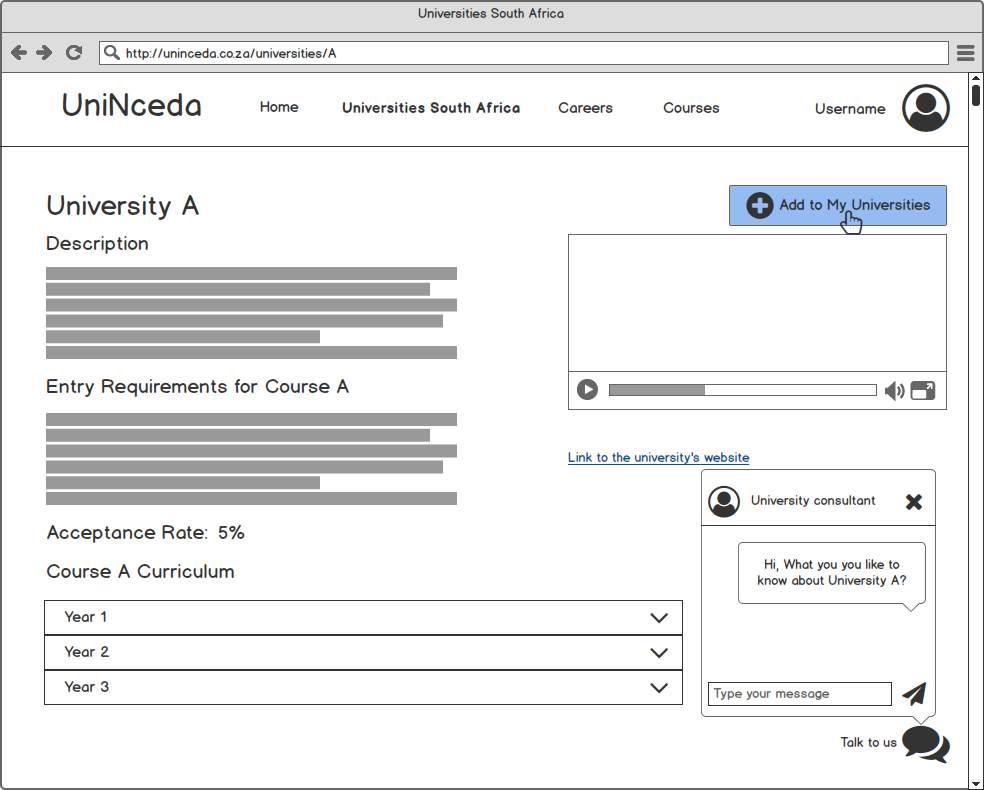 Universities South Africa
http://uninceda.co.za/universities/A
UniNceda
Home
Universities South Africa
Careers
Courses
Username
University A
Add to My Universities
Description
Entry Requirements for Course A
Link to the university's website
University consultant
Hi, What you you like to
know about University A?
Acceptance Rate: 5%
Course A Curriculum
Year 1
Year 2
Year 3
Type your message
Talk to us